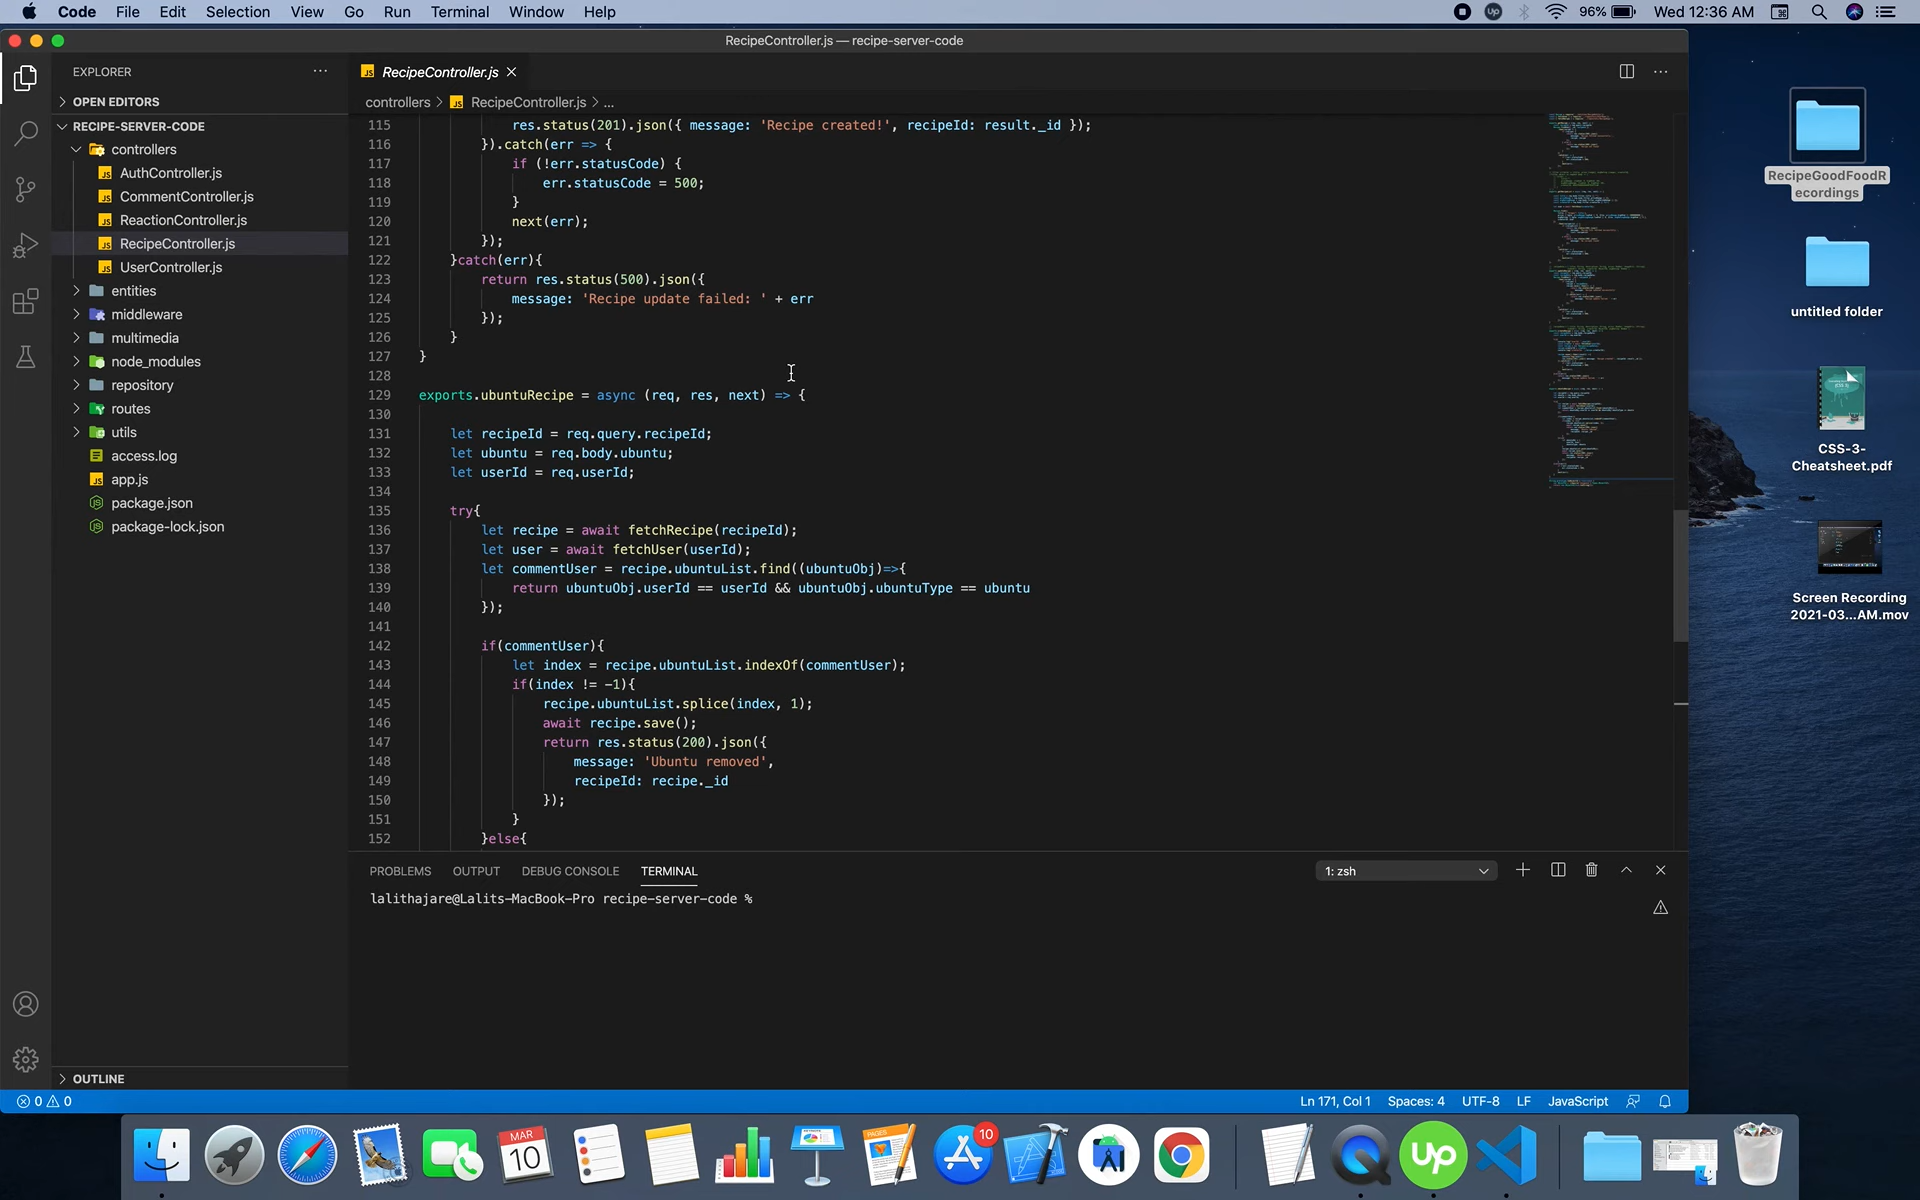 Code File Edit Selection View Go Run Terminal Window Help
96% Wed 12:36 AM
RecipeController.js — recipe-server-code
EXPLORER
OPEN EDITORS
RECIPE-SERVER-CODE
controllers
AuthController.js
CommentController.js
ReactionController.js
RecipeController.js
UserController.js
entities
middleware
multimedia
node_modules
repository
routes
utils
access.log
app.js
package.json
package-lock.json
OUTLINE
RecipeController.js
controllers > RecipeController.js > ...
115 res.status(201).json({ message: 'Recipe created!', recipeId: result._id });
116 }).catch(err => {
117 if (!err.statusCode) {
118 err.statusCode = 500;
119 }
120 next(err);
121 });
122 }catch(err){
123 return res.status(500).json({
124 message: 'Recipe update failed: ' + err
125 });
126 }
127 }
128
129 exports.ubuntuRecipe = async (req, res, next) => {
130
131 let recipeId = req.query.recipeId;
132 let ubuntu = req.body.ubuntu;
133 let userId = req.userId;
134
135 try{
136 let recipe = await fetchRecipe(recipeId);
137 let user = await fetchUser(userId);
138 let commentUser = recipe.ubuntuList.find((ubuntuObj)=>{
139 return ubuntuObj.userId == userId && ubuntuObj.ubuntuType == ubuntu
140 });
141
142 if(commentUser){
143 let index = recipe.ubuntuList.indexOf(commentUser);
144 if(index != -1){
145 recipe.ubuntuList.splice(index, 1);
146 await recipe.save();
147 return res.status(200).json({
148 message: 'Ubuntu removed',
149 recipeId: recipe._id
150 });
151 }
152 }else{
PROBLEMS OUTPUT DEBUG CONSOLE TERMINAL
1: zsh
lalithajare@Lalits-MacBook-Pro recipe-server-code %
0 0
Ln 171, Col 1 Spaces: 4 UTF-8 LF JavaScript
RecipeGoodFoodR
ecordings
untitled folder
CSS-3-
Cheatsheet.pdf
Screen Recording
2021-03...AM.mov
MAR
10
PAGES
10
Up